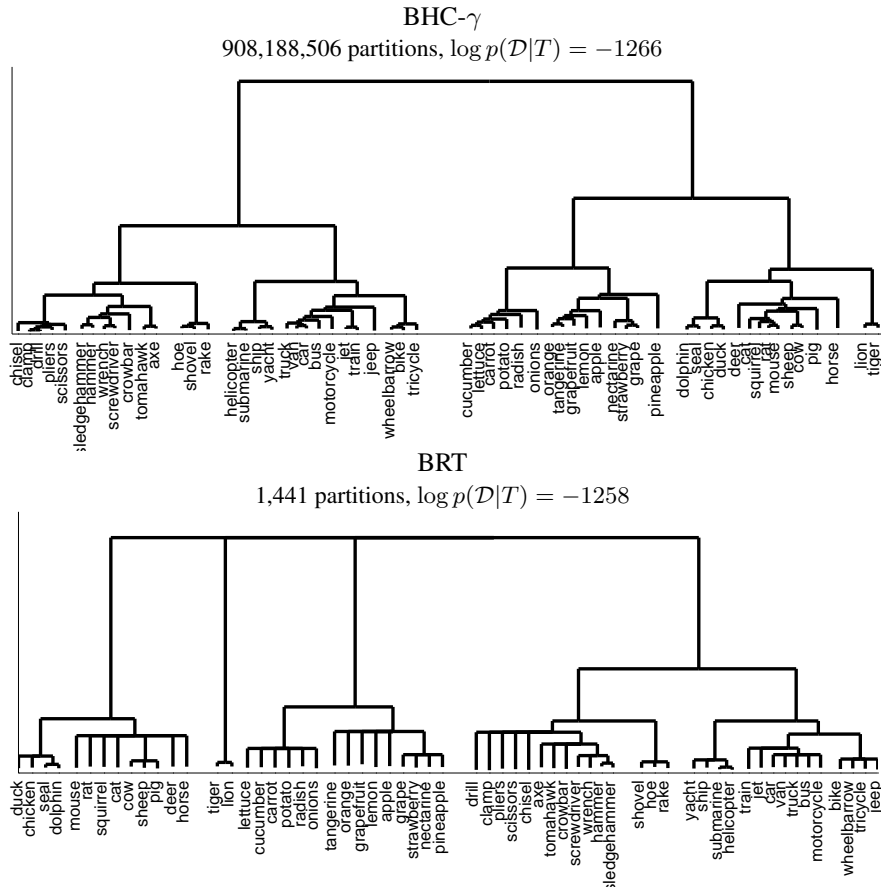 BHC-γ
908,188,506 partitions, log p(D|T) = −1266
chisel
clamp
drill
pliers
scissors
sledgehammer
hammer
wrench
screwdriver
crowbar
tomahawk
axe
hoe
shovel
rake
helicopter
submarine
ship
yacht
truck
van
car
bus
motorcycle
jet
train
jeep
wheelbarrow
bike
tricycle
cucumber
lettuce
carrot
potato
radish
onions
orange
tangerine
grapefruit
lemon
apple
nectarine
strawberry
grape
pineapple
dolphin
seal
chicken
duck
deer
cat
squirrel
rat
mouse
sheep
cow
pig
horse
lion
tiger
BRT
1,441 partitions, log p(D|T) = −1258
duck
chicken
seal
dolphin
mouse
rat
squirrel
cat
cow
sheep
pig
deer
horse
tiger
lion
lettuce
cucumber
carrot
potato
radish
onions
tangerine
orange
grapefruit
lemon
apple
grape
strawberry
nectarine
pineapple
drill
clamp
pliers
scissors
chisel
axe
tomahawk
crowbar
screwdriver
wrench
hammer
sledgehammer
shovel
hoe
rake
yacht
ship
submarine
helicopter
train
jet
car
van
truck
bus
motorcycle
bike
wheelbarrow
tricycle
jeep